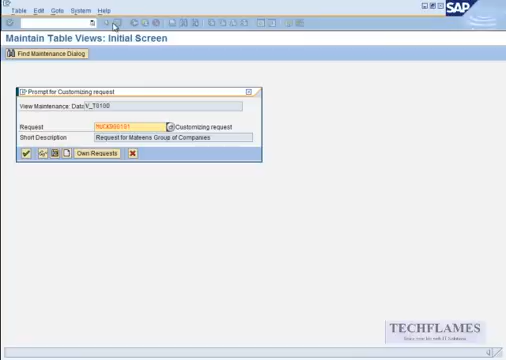 Table Edit Goto System Help
SAP
Maintain Table Views: Initial Screen
Find Maintenance Dialog
Prompt for Customizing request
View Maintenance: Data V_T8100
Request Customizing request
Short Description Request for Mateens Group of Companies
Own Requests
TECHFLAMES